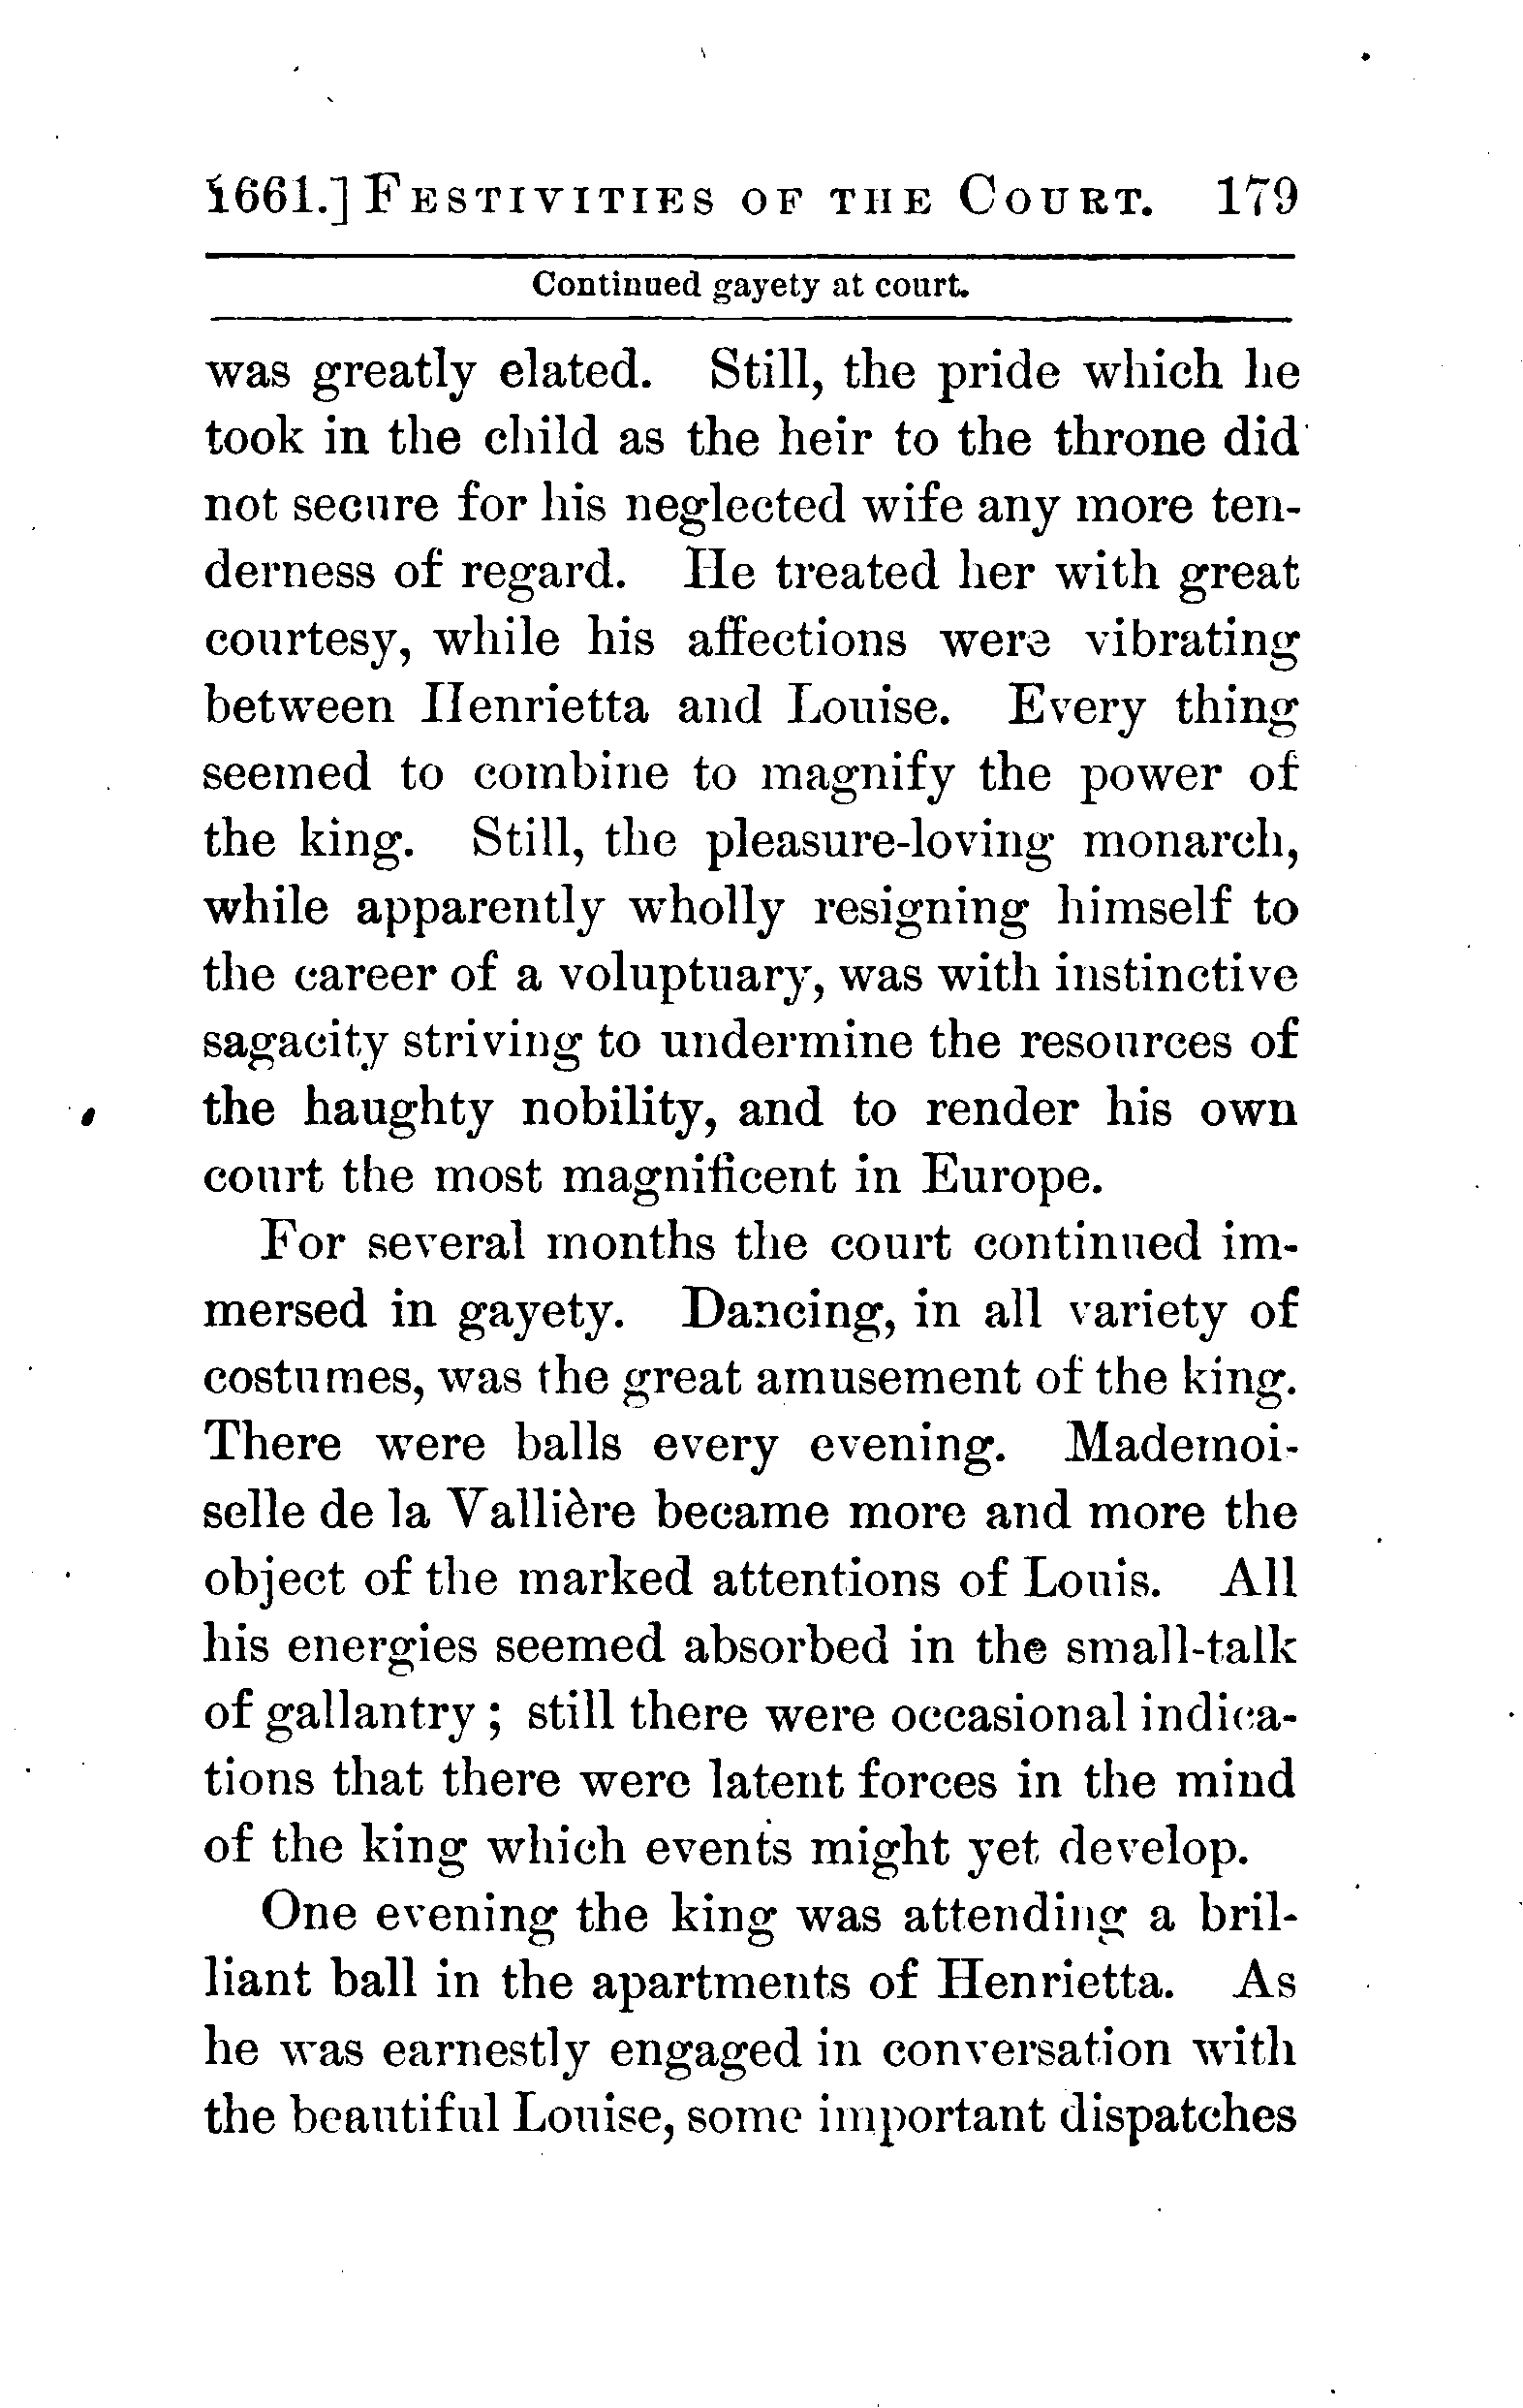 1661.] Festivities of the Court. 179
Continued gayety at court.
was greatly elated. Still, the pride which he
took in the child as the heir to the throne did
not secure for his neglected wife any more ten-
derness of regard. He treated her with great
courtesy, while his affections were vibrating
between Henrietta and Louise. Every thing
seemed to combine to magnify the power of
the king. Still, the pleasure-loving monarch,
while apparently wholly resigning himself to
the career of a voluptuary, was with instinctive
sagacity striving to undermine the resources of
the haughty nobility, and to render his own
court the most magnificent in Europe.
For several months the court continued im-
mersed in gayety. Dancing, in all variety of
costumes, was the great amusement of the king.
There were balls every evening. Mademoi-
selle de la Vallière became more and more the
object of the marked attentions of Louis. All
his energies seemed absorbed in the small-talk
of gallantry; still there were occasional indica-
tions that there were latent forces in the mind
of the king which events might yet develop.
One evening the king was attending a bril-
liant ball in the apartments of Henrietta. As
he was earnestly engaged in conversation with
the beautiful Louise, some important dispatches